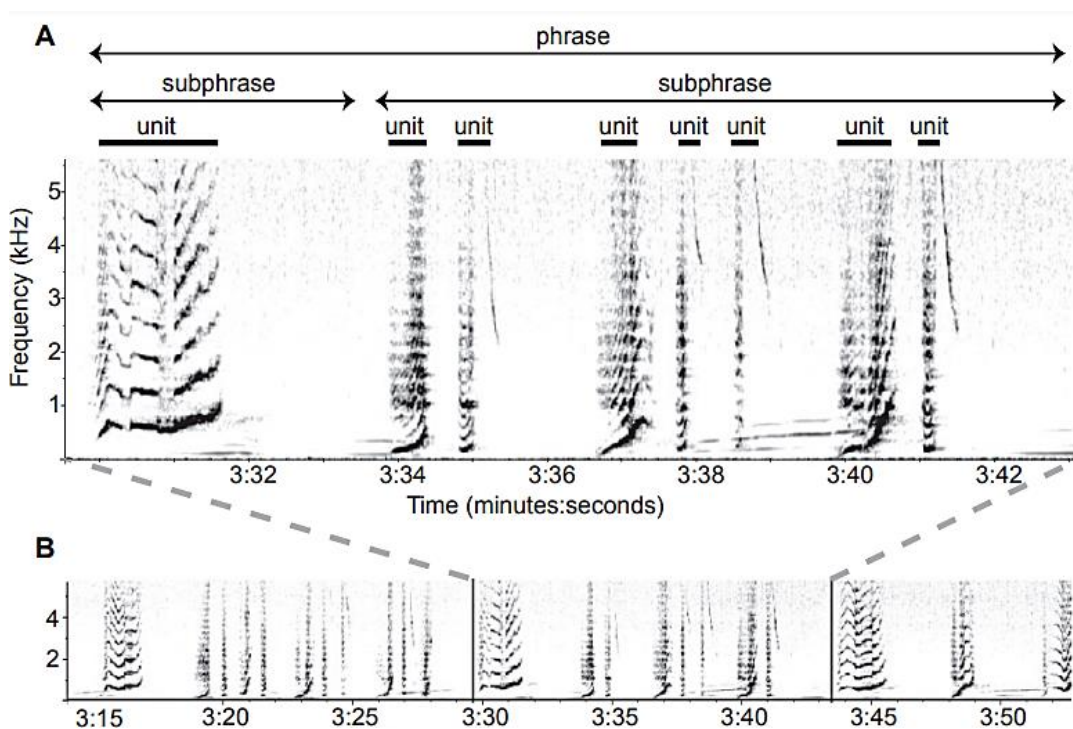 A
phrase
subphrase subphrase
unit unit unit unit unit unit unit unit
5
4
3
2
1
Frequency (kHz)
3:32 3:34 3:36 3:38 3:40 3:42
Time (minutes:seconds)
B
4
2
3:15 3:20 3:25 3:30 3:35 3:40 3:45 3:50